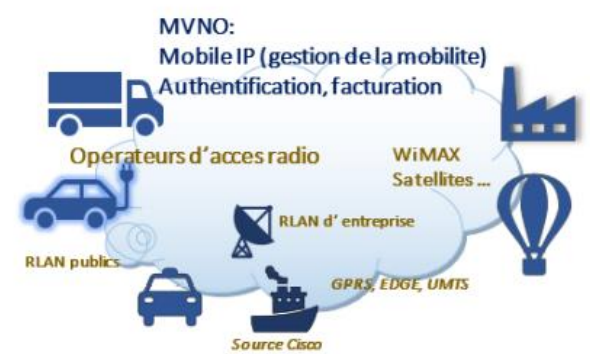 MVNO:
Mobile IP (gestion de la mobilite)
Authentification, facturation
Operateurs d'acces radio
WiMAX
Satellites ...
RLAN d' entreprise
RLAN publics
GPRS, EDGE, UMTS
Source Cisco